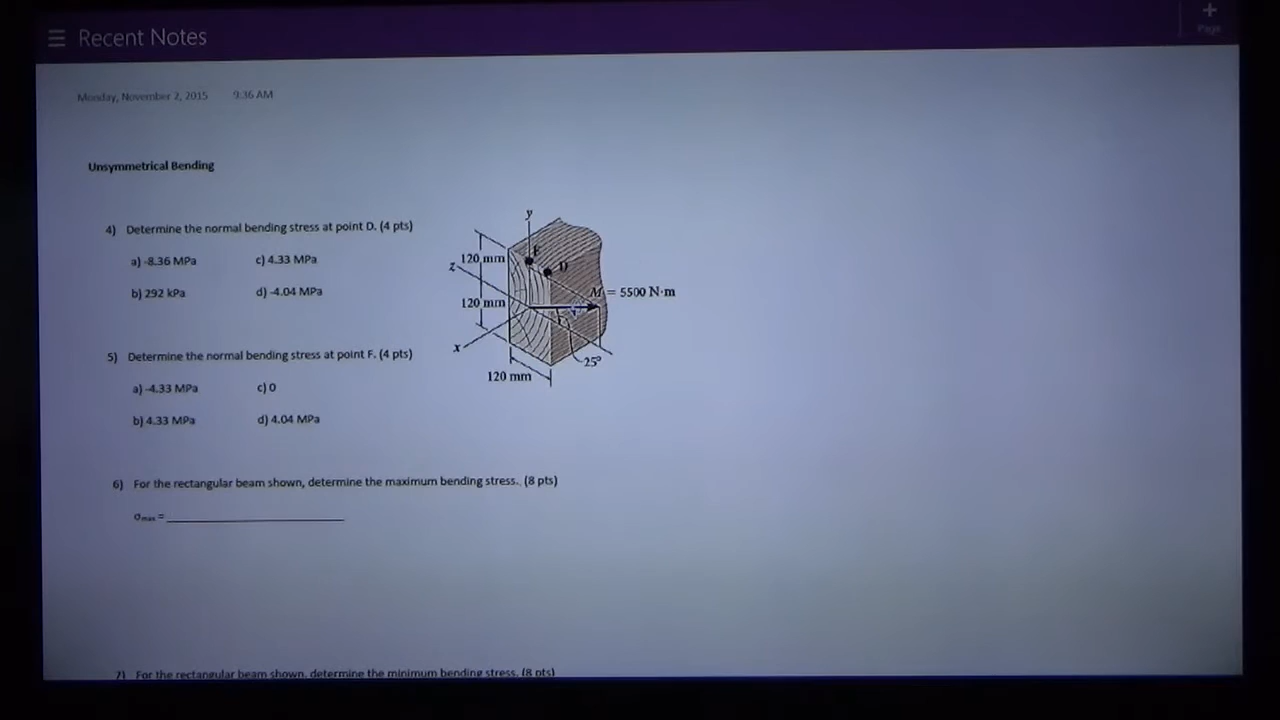 Recent Notes
+
Page
Monday, November 2, 2015 9:36 AM
Unsymmetrical Bending
4) Determine the normal bending stress at point D. (4 pts)
a) -8.36 MPa c) 4.33 MPa
b) 292 kPa d) -4.04 MPa
y
F
D
120 mm
z
M = 5500 N·m
120 mm
x
25°
120 mm
5) Determine the normal bending stress at point F. (4 pts)
a) -4.33 MPa c) 0
b) 4.33 MPa d) 4.04 MPa
6) For the rectangular beam shown, determine the maximum bending stress. (8 pts)
σmax =
7) For the rectangular beam shown, determine the minimum bending stress. (8 pts)